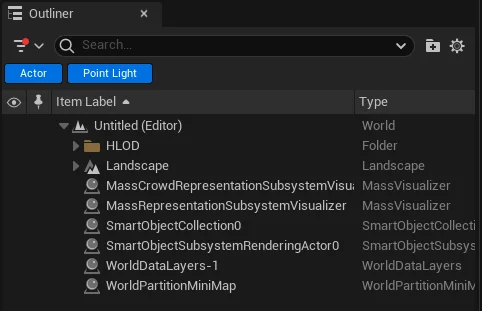 Outliner
Search...
Actor Point Light
Item Label Type
Untitled (Editor) World
HLOD Folder
Landscape Landscape
MassCrowdRepresentationSubsystemVisua MassVisualizer
MassRepresentationSubsystemVisualizer MassVisualizer
SmartObjectCollection0 SmartObjectCollecti
SmartObjectSubsystemRenderingActor0 SmartObjectSubsys
WorldDataLayers-1 WorldDataLayers
WorldPartitionMiniMap WorldPartitionMiniM